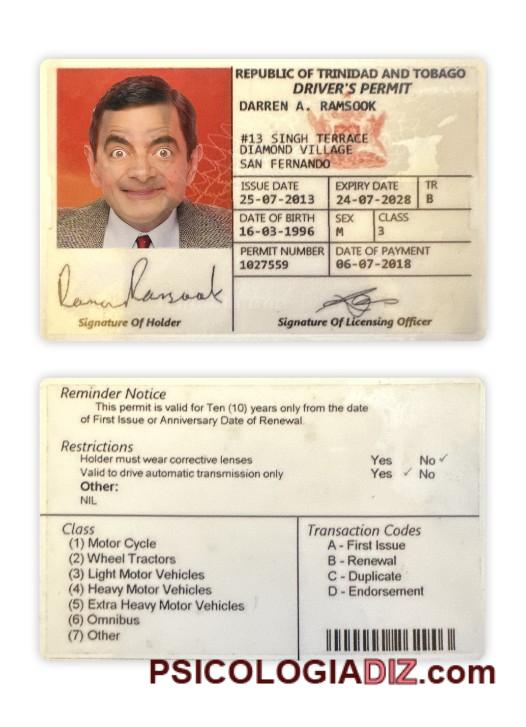 REPUBLIC OF TRINIDAD AND TOBAGO
DRIVER'S PERMIT
DARREN A. RAMSOOK
#13 SINGH TERRACE
DIAMOND VILLAGE
SAN FERNANDO
ISSUE DATE EXPIRY DATE TR
25-07-2013 24-07-2028 B
DATE OF BIRTH SEX CLASS
16-03-1996 M 3
PERMIT NUMBER DATE OF PAYMENT
1027559 06-07-2018
Darren Ramsook
Signature Of Holder Signature Of Licensing Officer
Reminder Notice
This permit is valid for Ten (10) years only from the date
of First Issue or Anniversary Date of Renewal.
Restrictions
Holder must wear corrective lenses Yes No ✓
Valid to drive automatic transmission only Yes ✓ No
Other:
NIL
Class
(1) Motor Cycle
(2) Wheel Tractors
(3) Light Motor Vehicles
(4) Heavy Motor Vehicles
(5) Extra Heavy Motor Vehicles
(6) Omnibus
(7) Other
Transaction Codes
A - First Issue
B - Renewal
C - Duplicate
D - Endorsement
PSICOLOGIADIZ.com